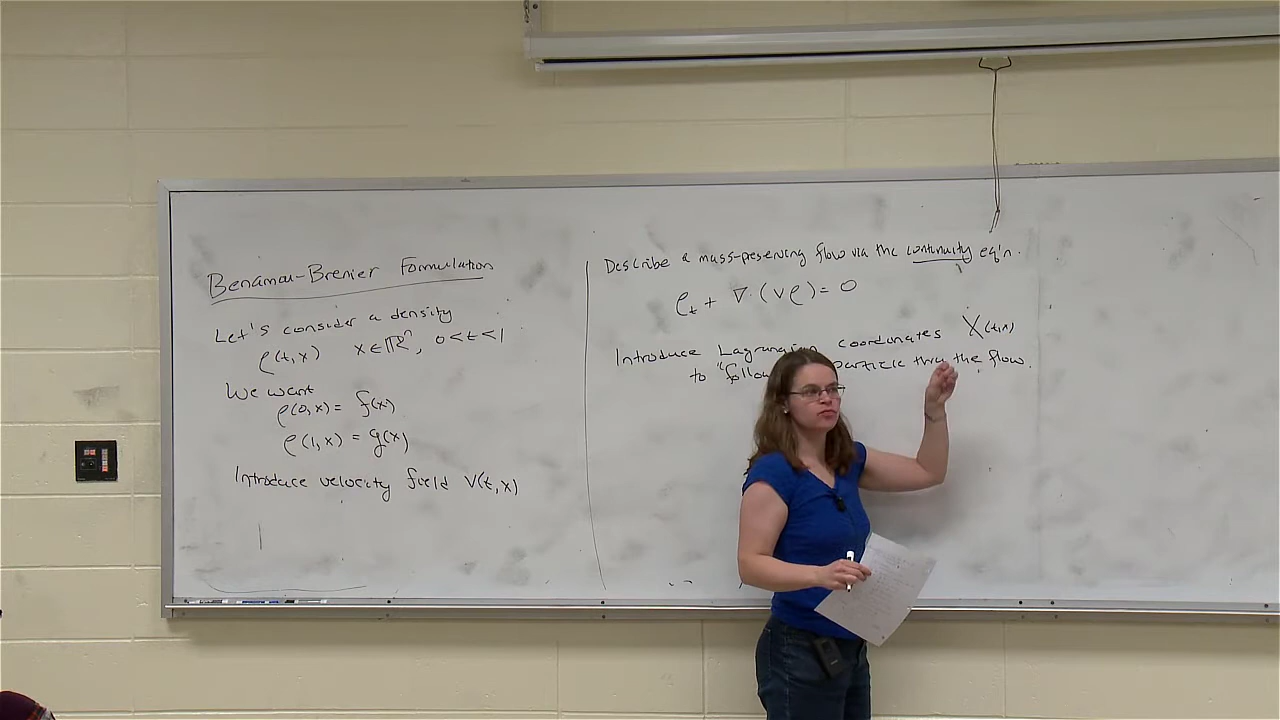 Benamou-Brenier Formulation
Let's consider a density
ρ(t,x) x∈ℝⁿ, 0<t<1
We want
ρ(0,x) = f(x)
ρ(1,x) = g(x)
Introduce velocity field v(t,x)
Describe a mass-preserving flow via the continuity eq'n.
ρₜ + ∇·(vρ) = 0
Introduce Lagrangian coordinates X(t,x)
to "follow particle thru the flow.